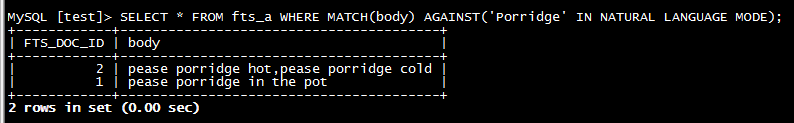 MySQL [test]> SELECT * FROM fts_a WHERE MATCH(body) AGAINST('Porridge' IN NATURAL LANGUAGE MODE);
+------------+---------------------------------------+
| FTS_DOC_ID | body                                  |
+------------+---------------------------------------+
|          2 | pease porridge hot,pease porridge cold |
|          1 | pease porridge in the pot             |
+------------+---------------------------------------+
2 rows in set (0.00 sec)